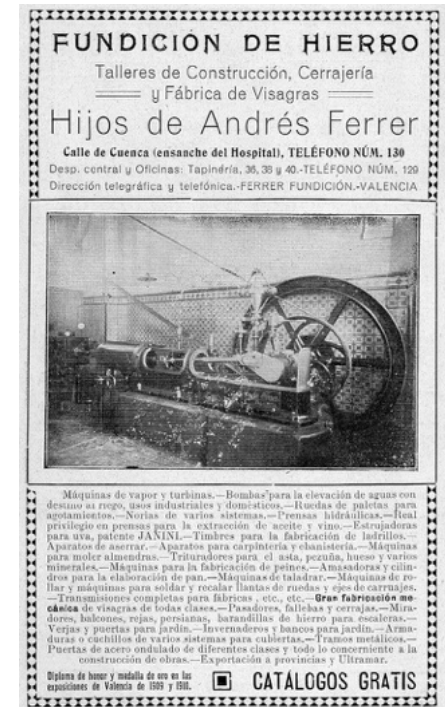 FUNDICIÓN DE HIERRO
Talleres de Construcción, Cerrajería
y Fábrica de Visagras
Hijos de Andrés Ferrer
Calle de Cuenca (ensanche del Hospital), TELÉFONO NÚM. 130
Desp. central y Oficinas: Tapinéria, 36, 38 y 40.-TELÉFONO NÚM. 129
Dirección telegráfica y telefónica.-FERRER FUNDICIÓN.-VALENCIA
Máquinas de vapor y turbinas.—Bombas para la elevación de aguas con
destino al riego, usos industriales y domésticos.—Ruedas de paletas para
agotamientos.—Norias de varios sistemas.—Prensas hidráulicas.—Real
privilegio en prensas para la extracción de aceite y vino.—Estrujadoras
para uva, patente JANINI.—Timbres para la fabricación de ladrillos.—
Aparatos de aserrar.—Aparatos para carpintería y ebanistería.—Máquinas
para moler almendras.—Trituradores para el asta, pezuña, hueso y varios
minerales.—Máquinas para la fabricación de peines.—Amasadoras y cilin-
dros para la elaboración de pan.—Máquinas de taladrar.—Máquinas de ro-
llar y máquinas para soldar y recalar llantas de ruedas y ejes de carruajes.
—Transmisiones completas para fábricas, etc., etc.—Gran fabricación me-
cánica de visagras de todas clases.—Pasadores, fallebas y cerrajas.—Mira-
dores, balcones, rejas, persianas, barandillas de hierro para escaleras.—
Verjas y puertas para jardín.—Invernaderos y bancos para jardín.—Arma-
duras o cuchillos de varios sistemas para cubiertas.—Tramos metálicos.—
Puertas de acero ondulado de diferentes clases y todo lo concerniente a la
construcción de obras.—Exportación a provincias y Ultramar.
Diploma de honor y medalla de oro en las
exposiciones de Valencia de 1909 y 1910.
CATÁLOGOS GRATIS